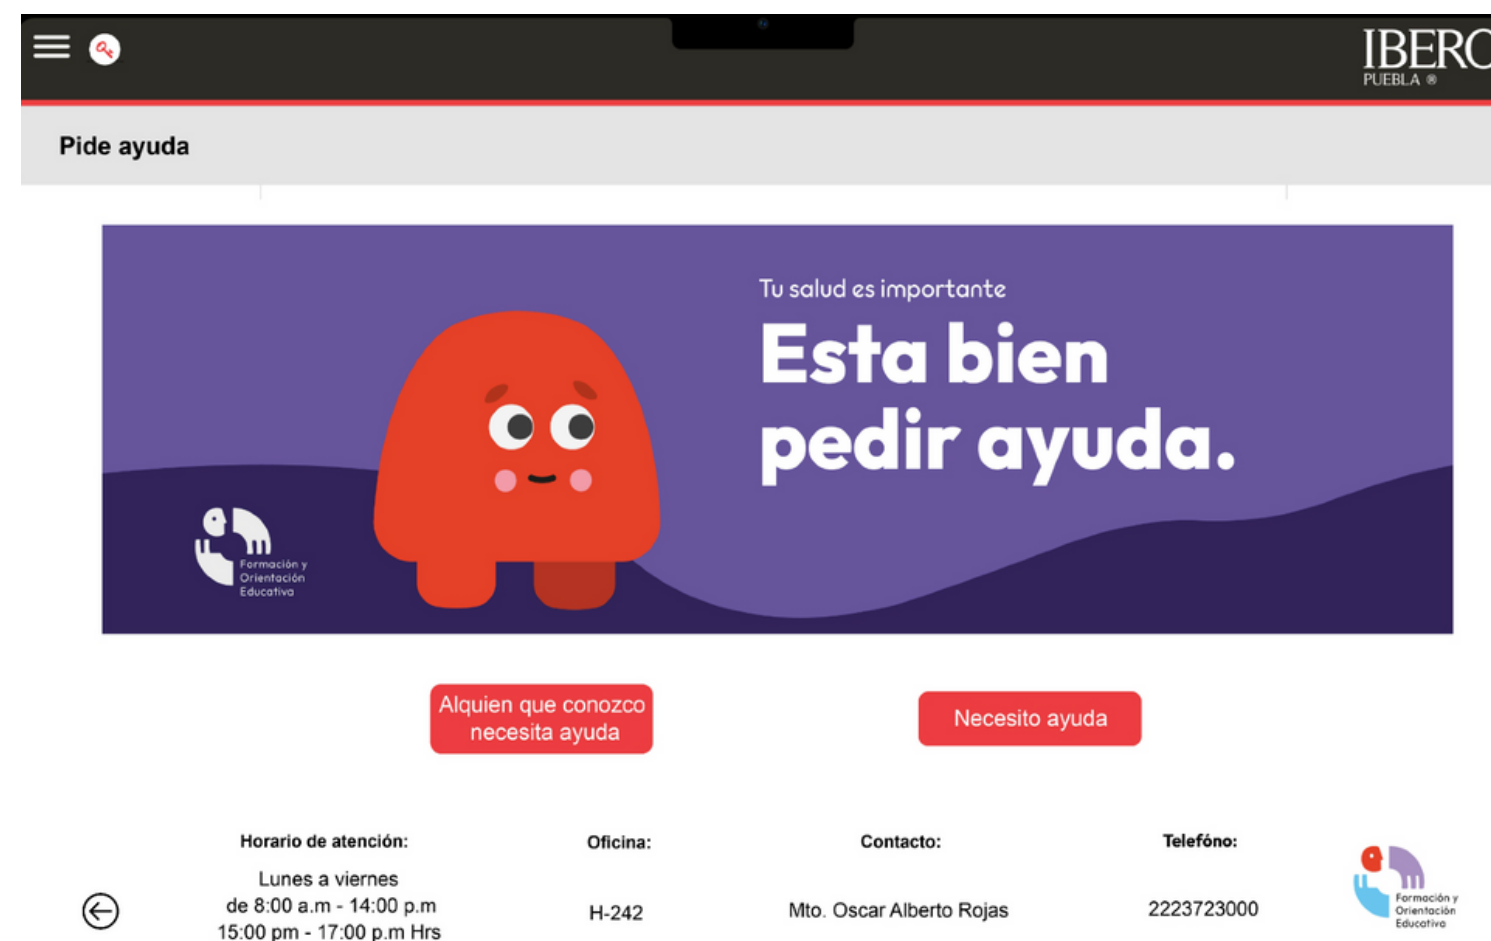 IBERO
PUEBLA ®
Pide ayuda
Tu salud es importante
Esta bien
pedir ayuda.
Formación y
Orientación
Educativa
Alquien que conozco
necesita ayuda
Necesito ayuda
Horario de atención:
Lunes a viernes
de 8:00 a.m - 14:00 p.m
15:00 pm - 17:00 p.m Hrs
Oficina:
H-242
Contacto:
Mto. Oscar Alberto Rojas
Telefóno:
2223723000
Formación y
Orientación
Educativa